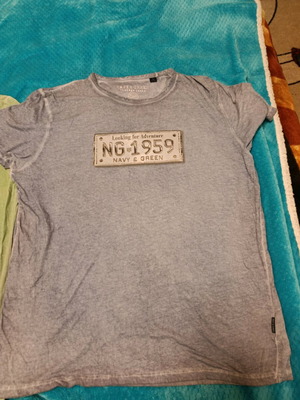 Looking for Adventure
NG 1959
NAVY & GREEN